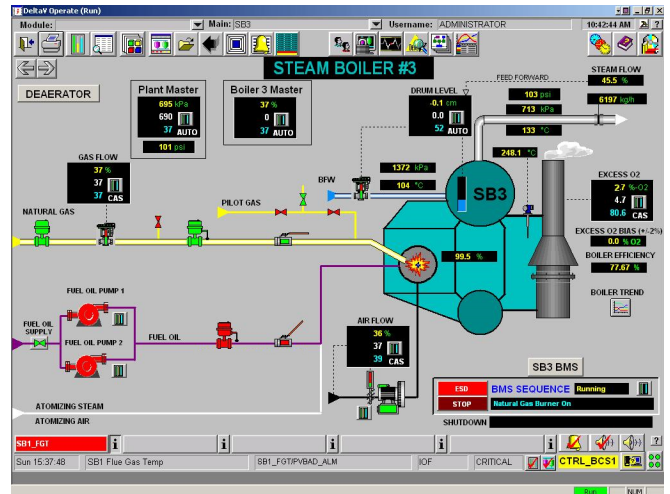 DeltaV Operate (Run)
Module: Main: SB3 Username: ADMINISTRATOR 10:42:44 AM
STEAM BOILER #3
DEAERATOR
Plant Master
695 kPa
690
37 AUTO
101 psi
Boiler 3 Master
37 %
0
37 AUTO
DRUM LEVEL
-0.1 cm
0.0
52 AUTO
FEED FORWARD
STEAM FLOW
45.5 %
6197 kg/h
103 psi
713 kPa
133 °C
248.1 °C
GAS FLOW
37 %
37
37 CAS
BFW
1372 kPa
104 °C
SB3
EXCESS O2
2.7 %-O2
4.7
80.6 CAS
EXCESS O2 BIAS (+/-2%)
0.0 % O2
BOILER EFFICIENCY
77.67 %
BOILER TREND
NATURAL GAS
PILOT GAS
99.5 %
FUEL OIL PUMP 1
FUEL OIL SUPPLY
FUEL OIL PUMP 2
FUEL OIL
AIR FLOW
36 %
37
39 CAS
ATOMIZING STEAM
ATOMIZING AIR
SB3 BMS
ESD BMS SEQUENCE Running
STOP Natural Gas Burner On
SHUTDOWN
SB1_FGT
Sun 15:37:48 SB1 Flue Gas Temp SB1_FGT/PVBAD_ALM IOF CRITICAL CTRL_BCS1
Run NUM